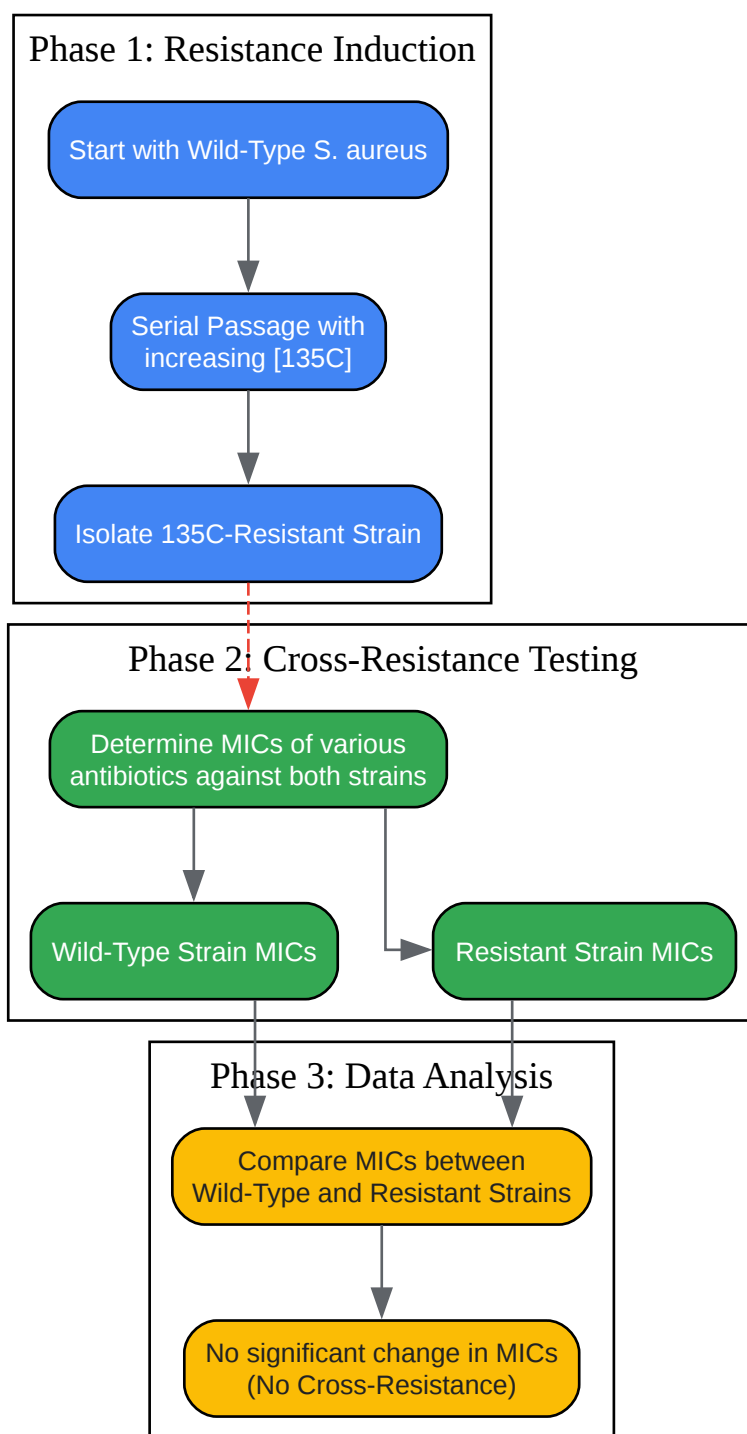 Phase 1: Resistance Induction
Start with Wild-Type S. aureus
Serial Passage with
increasing [135C]
Isolate 135C-Resistant Strain
Phase 2: Cross-Resistance Testing
Determine MICs of various
antibiotics against both strains
Wild-Type Strain MICs
Resistant Strain MICs
Phase 3: Data Analysis
Compare MICs between
Wild-Type and Resistant Strains
No significant change in MICs
(No Cross-Resistance)